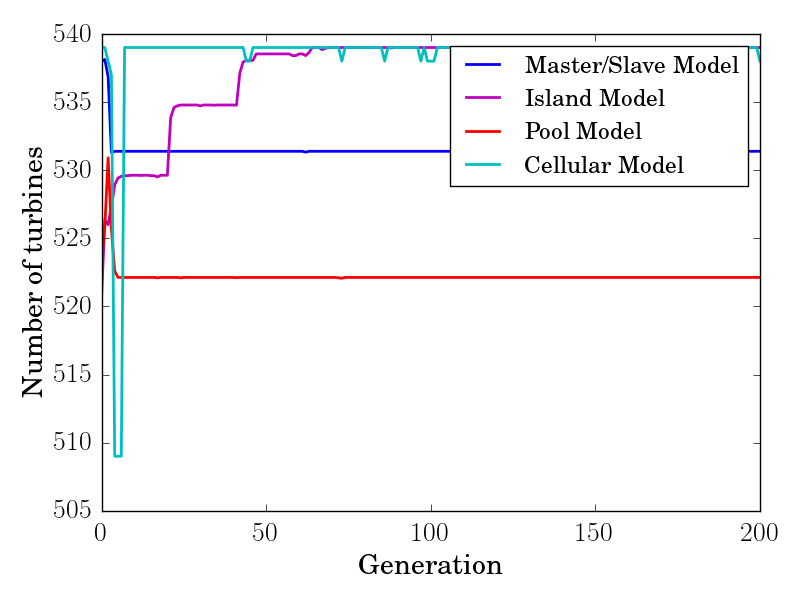 540
535
530
525
520
515
510
505
Number of turbines
Master/Slave Model
Island Model
Pool Model
Cellular Model
0 50 100 150 200
Generation